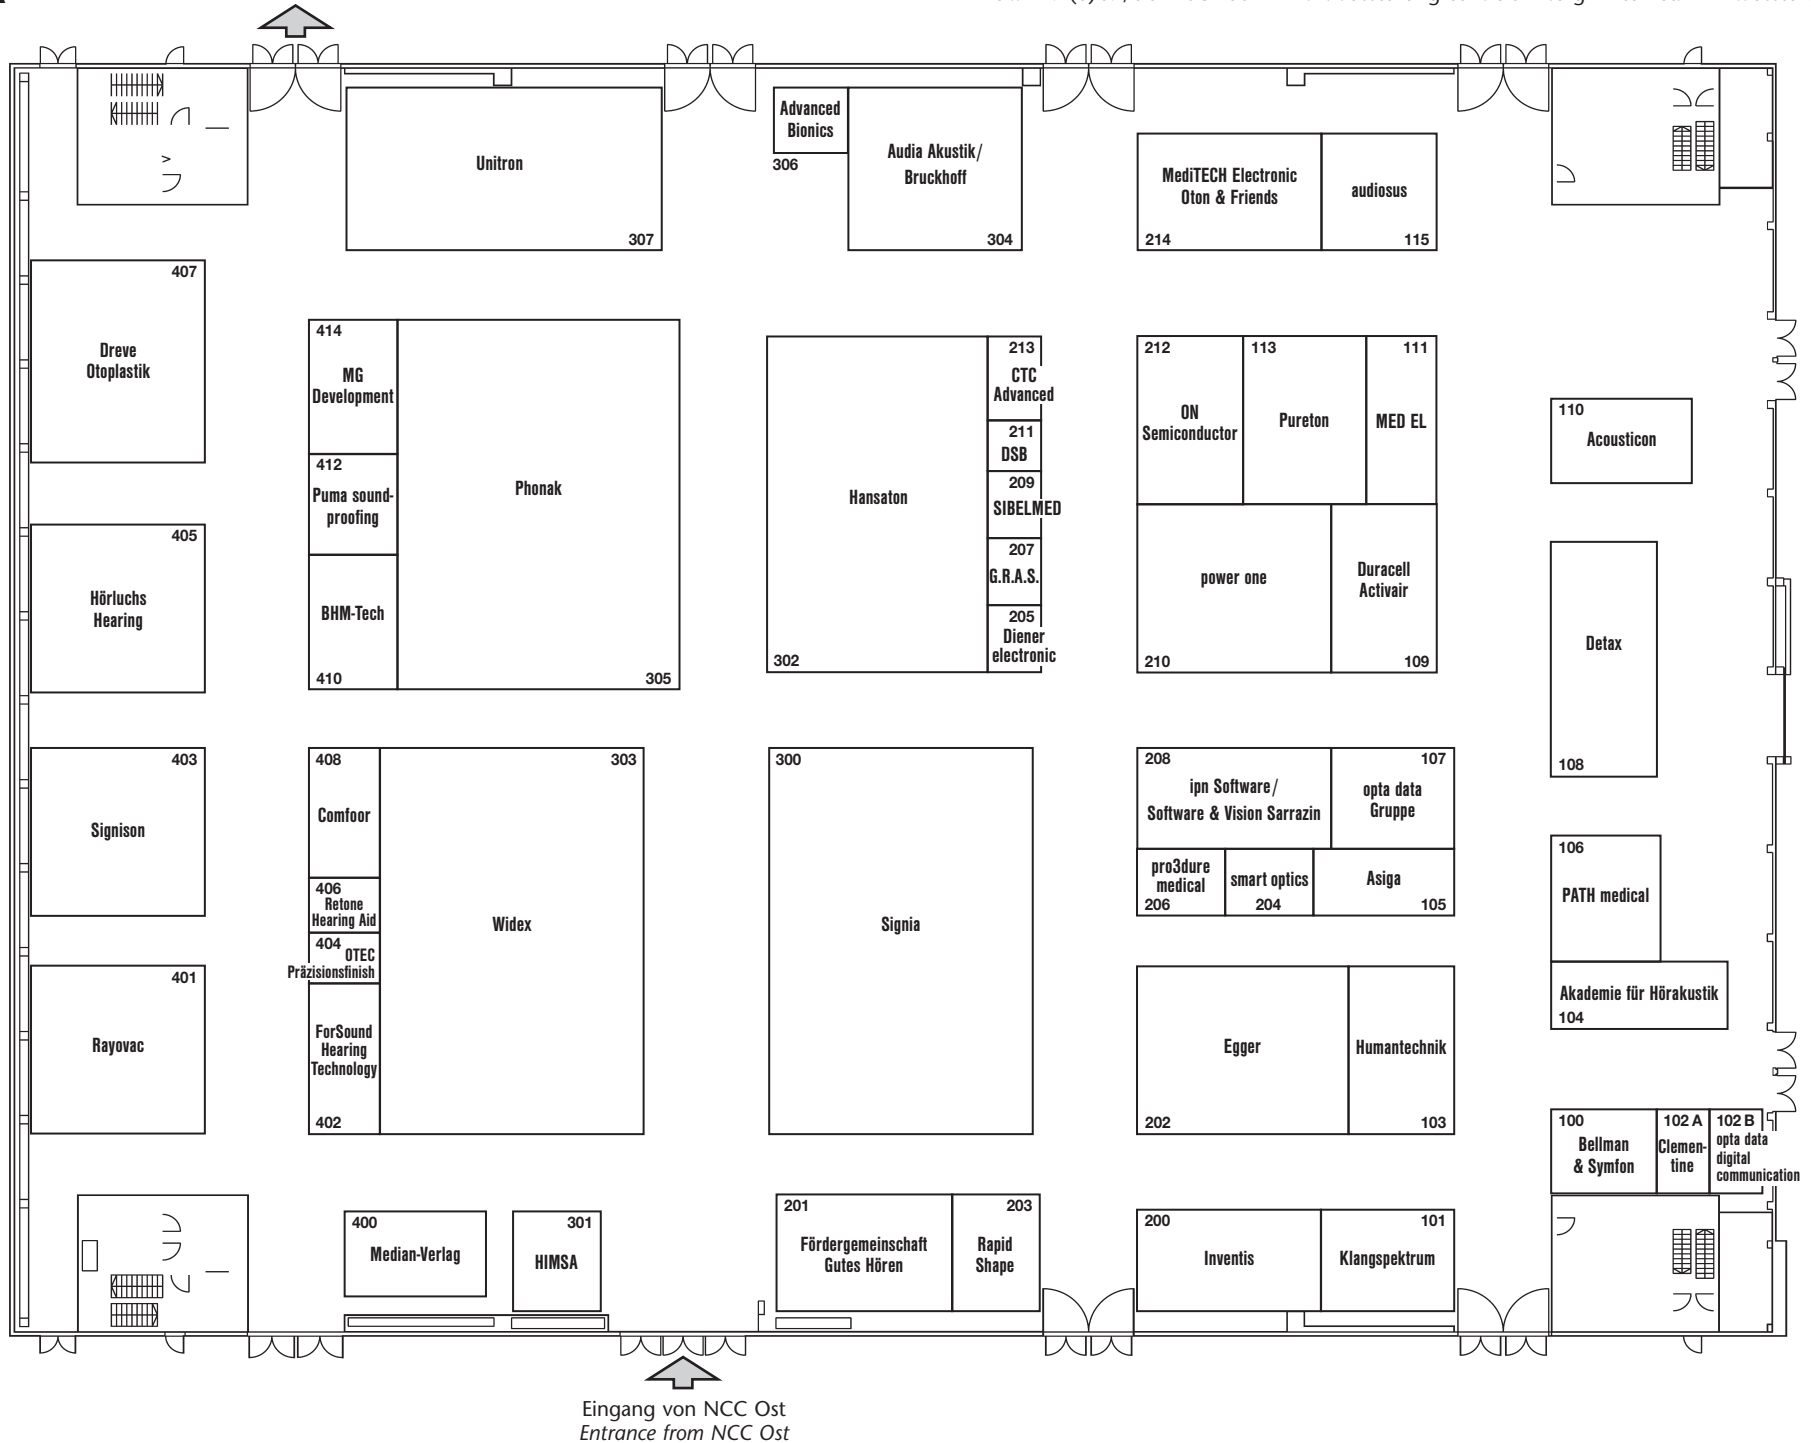 Unitron
307
Advanced
Bionics
306
Audia Akustik/
Bruckhoff
304
MediTECH Electronic
Oton & Friends
214
audiosus
115
407
Dreve
Otoplastik
414
MG
Development
412
Puma sound-
proofing
BHM-Tech
410
Phonak
305
Hansaton
302
213
CTC
Advanced
211
DSB
209
SIBELMED
207
G.R.A.S.
205
Diener
electronic
212
ON
Semiconductor
113
Pureton
111
MED EL
power one
210
Duracell
Activair
109
110
Acousticon
405
Hörluchs
Hearing
Detax
108
403
Signison
408
Comfoor
406
Retone
Hearing Aid
404
OTEC
Präzisionsfinish
ForSound
Hearing
Technology
402
303
Widex
300
Signia
208
ipn Software/
Software & Vision Sarrazin
107
opta data
Gruppe
pro3dure
medical
206
smart optics
204
Asiga
105
106
PATH medical
Akademie für Hörakustik
104
401
Rayovac
Egger
202
Humantechnik
103
100
Bellman
& Symfon
102 A
Clemen-
tine
102 B
opta data
digital
communication
400
Median-Verlag
301
HIMSA
201
Fördergemeinschaft
Gutes Hören
203
Rapid
Shape
200
Inventis
101
Klangspektrum
Eingang von NCC Ost
Entrance from NCC Ost